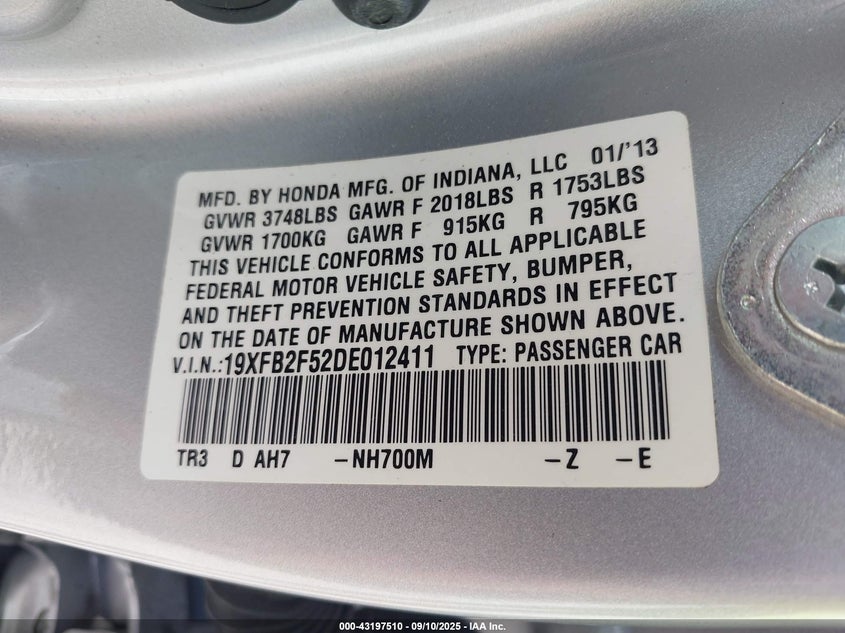 MFD. BY HONDA MFG. OF INDIANA, LLC 01/'13
GVWR 3748LBS GAWR F 2018LBS R 1753LBS
GVWR 1700KG GAWR F 915KG R 795KG
THIS VEHICLE CONFORMS TO ALL APPLICABLE
FEDERAL MOTOR VEHICLE SAFETY, BUMPER,
AND THEFT PREVENTION STANDARDS IN EFFECT
ON THE DATE OF MANUFACTURE SHOWN ABOVE.
V.I.N.:19XFB2F52DE012411 TYPE: PASSENGER CAR
TR3 D AH7 -NH700M -Z -E
000-43197510 - 09/10/2025 - IAA Inc.